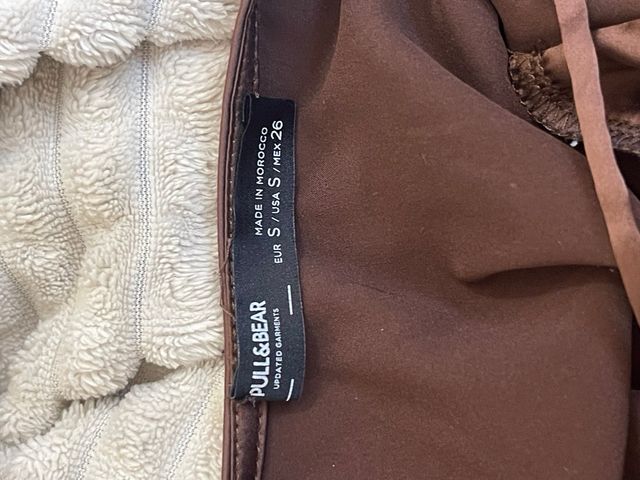 PULL&BEAR
UPDATED GARMENTS
MADE IN MOROCCO
EUR S / USA S / MEX 26